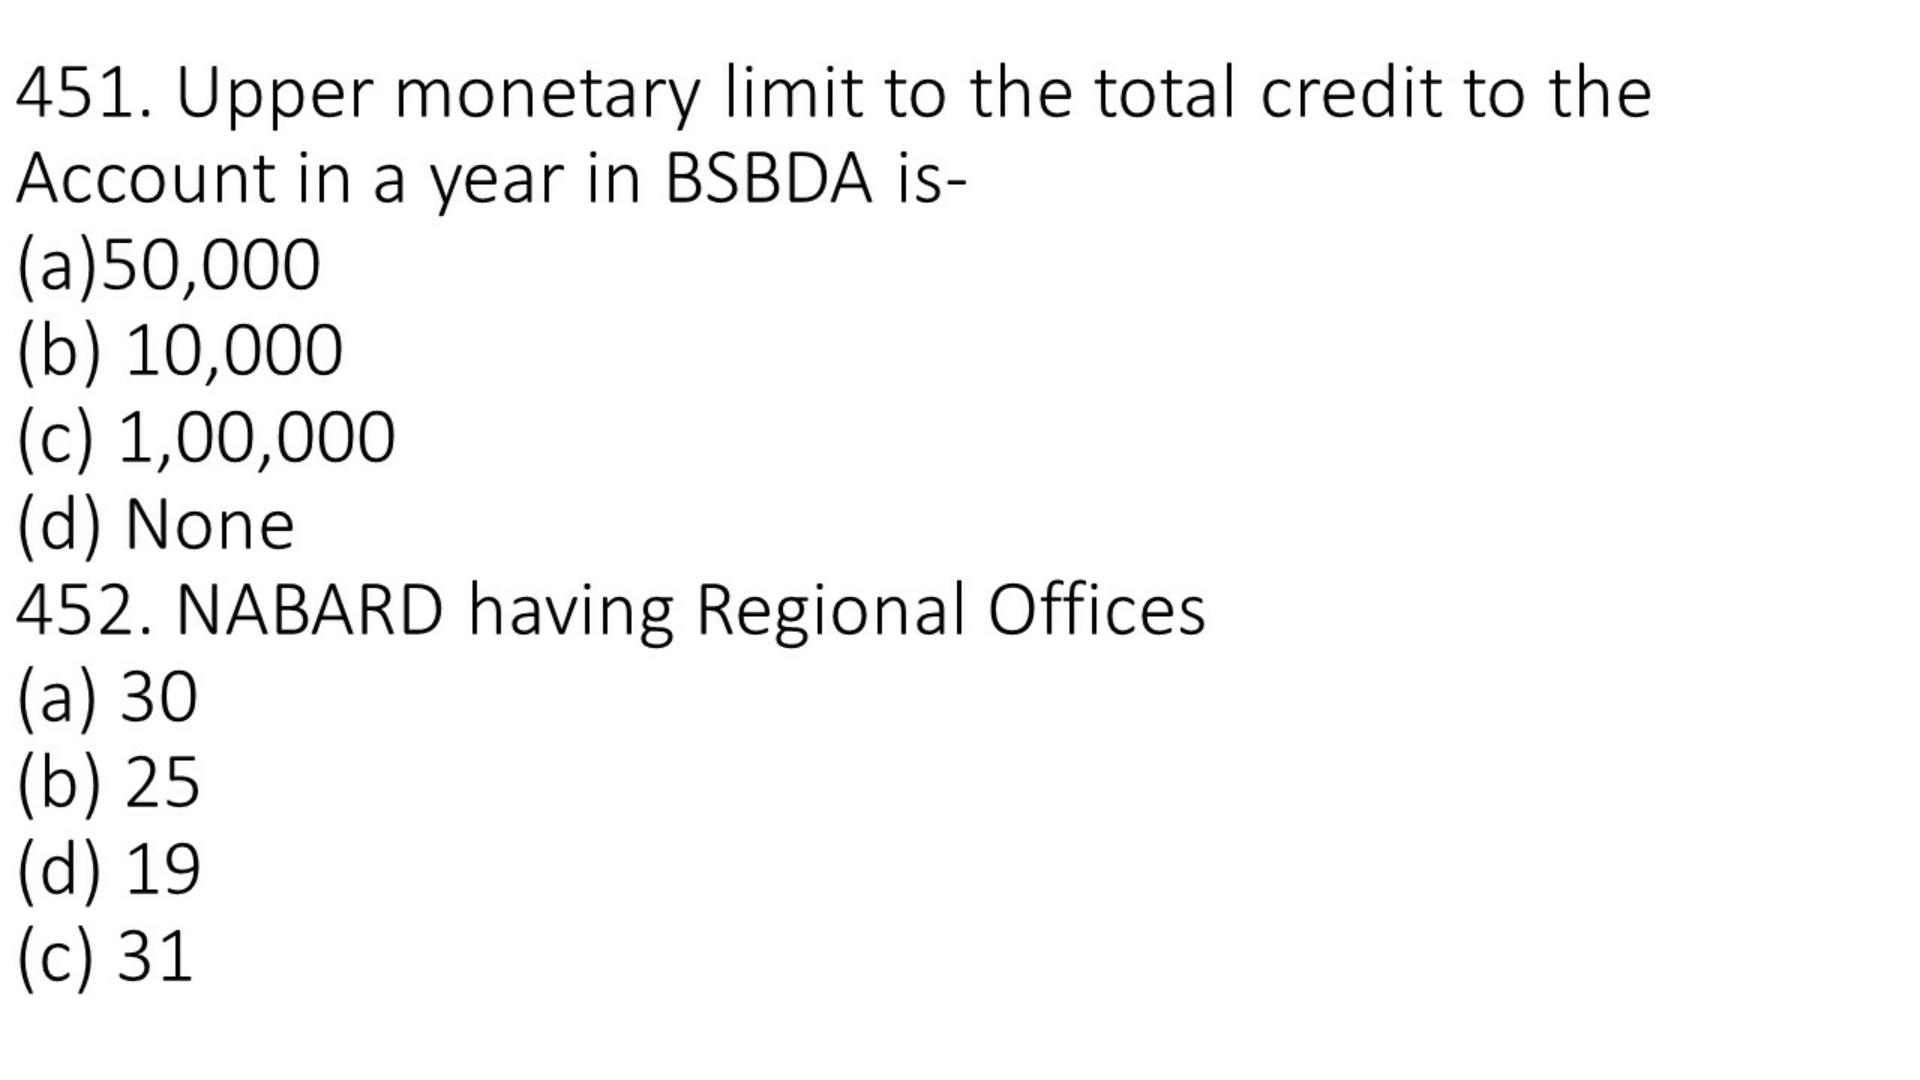 451. Upper monetary limit to the total credit to the
Account in a year in BSBDA is-
(a)50,000
(b) 10,000
(c) 1,00,000
(d) None
452. NABARD having Regional Offices
(a) 30
(b) 25
(d) 19
(c) 31